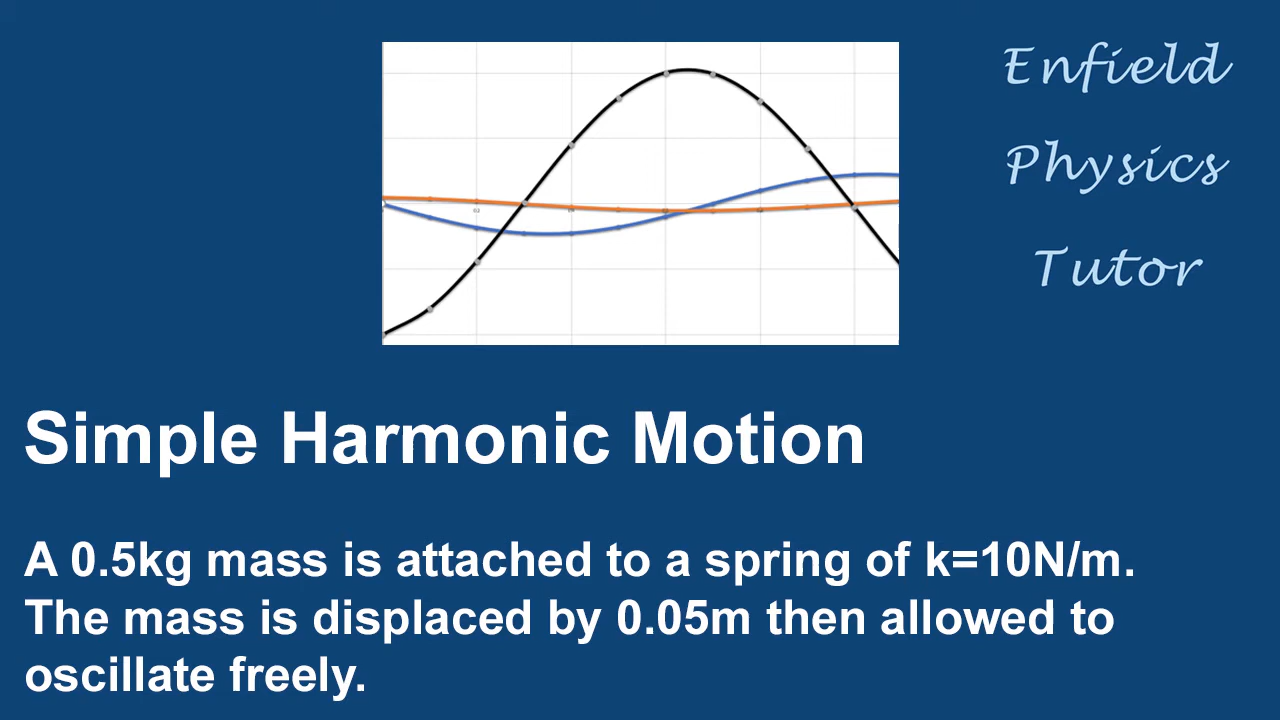 Enfield
Physics
Tutor
Simple Harmonic Motion
A 0.5kg mass is attached to a spring of k=10N/m.
The mass is displaced by 0.05m then allowed to
oscillate freely.